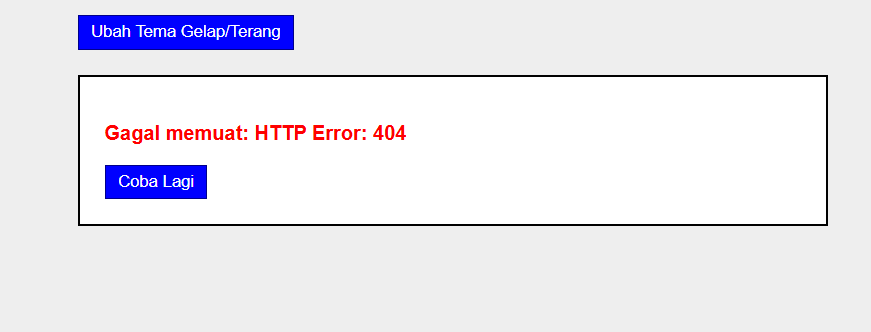 Ubah Tema Gelap/Terang
Gagal memuat: HTTP Error: 404
Coba Lagi